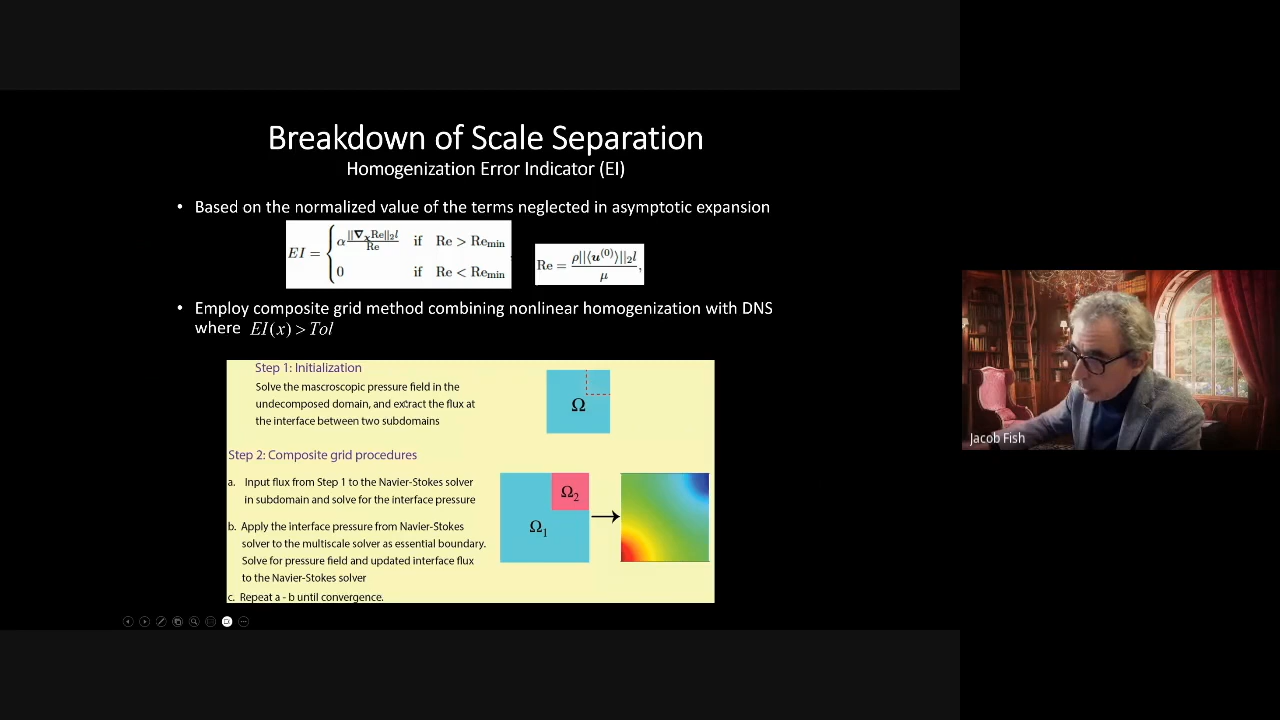 Breakdown of Scale Separation
Homogenization Error Indicator (EI)
• Based on the normalized value of the terms neglected in asymptotic expansion
EI = { α ||∇ₓRe||₂l / Re if Re > Re_min
0 if Re < Re_min
Re = ρ||⟨u⁽⁰⁾⟩||₂l / μ,
• Employ composite grid method combining nonlinear homogenization with DNS
where EI(x) > Tol
Step 1: Initialization
Solve the macroscopic pressure field in the
undecomposed domain, and extract the flux at
the interface between two subdomains
Ω
Step 2: Composite grid procedures
a. Input flux from Step 1 to the Navier-Stokes solver
in subdomain and solve for the interface pressure
b. Apply the interface pressure from Navier-Stokes
solver to the multiscale solver as essential boundary.
Solve for pressure field and updated interface flux
to the Navier-Stokes solver
c. Repeat a - b until convergence.
Ω₂
Ω₁
Jacob Fish